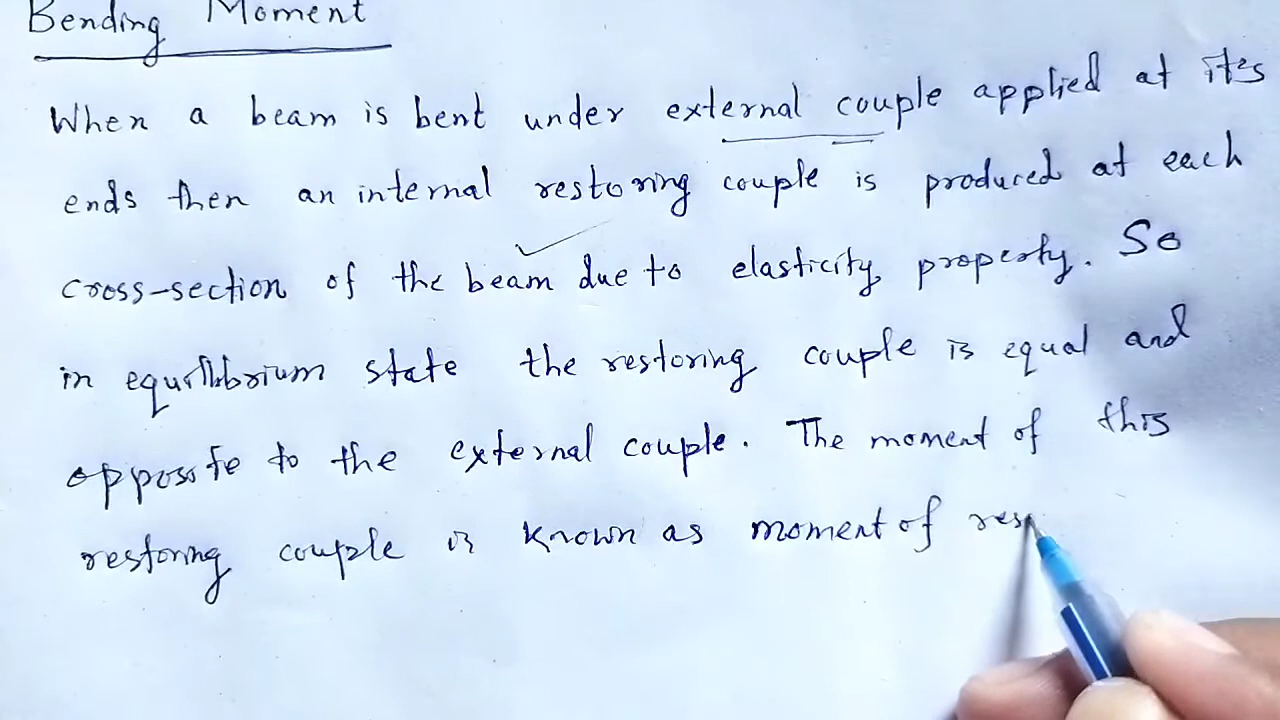 Bending Moment
When a beam is bent under external couple applied at it's
ends then an internal restoring couple is produced at each
cross-section of the beam due to elasticity property. So
in equilibrium state the restoring couple is equal and
opposite to the external couple. The moment of this
restoring couple is known as moment of res